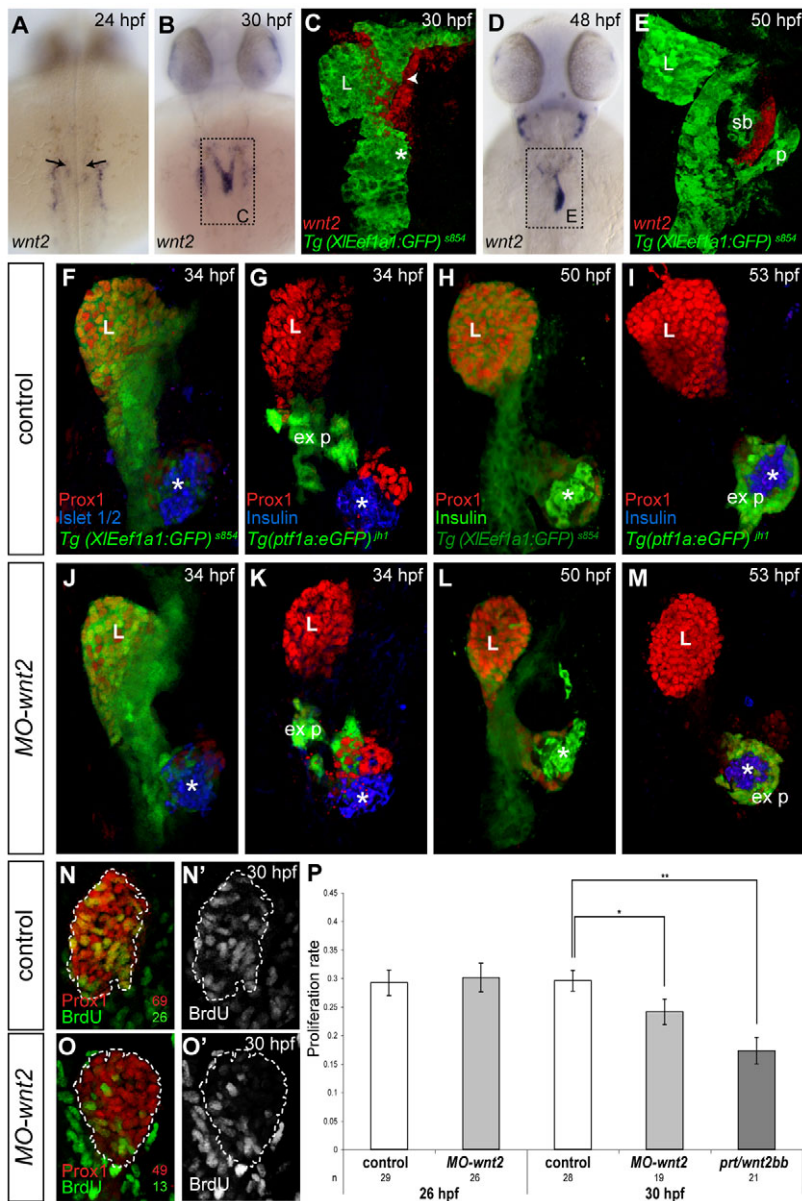 A 24 hpf
wnt2
B 30 hpf
C
wnt2
C 30 hpf
L
*
wnt2
Tg (XlEef1a1:GFP) s854
D 48 hpf
E
wnt2
E 50 hpf
L
sb
p
wnt2
Tg (XlEef1a1:GFP) s854
control
F 34 hpf
L
*
Prox1
Islet 1/2
Tg (XlEef1a1:GFP) s854
G 34 hpf
L
ex p
*
Prox1
Insulin
Tg(ptf1a:eGFP) jh1
H 50 hpf
L
*
Prox1
Insulin
Tg (XlEef1a1:GFP) s854
I 53 hpf
L
*
ex p
Prox1
Insulin
Tg(ptf1a:eGFP) jh1
MO-wnt2
J 34 hpf
L
*
K 34 hpf
L
ex p
*
L 50 hpf
L
*
M 53 hpf
L
*
ex p
control
N
Prox1 69
BrdU 26
N' 30 hpf
BrdU
MO-wnt2
O
Prox1 49
BrdU 13
O' 30 hpf
BrdU
P
Proliferation rate
0.5
0.45
0.4
0.35
0.3
0.25
0.2
0.15
0.1
0.05
0
**
*
control MO-wnt2 control MO-wnt2 prt/wnt2bb
n 29 26 28 19 21
26 hpf 30 hpf